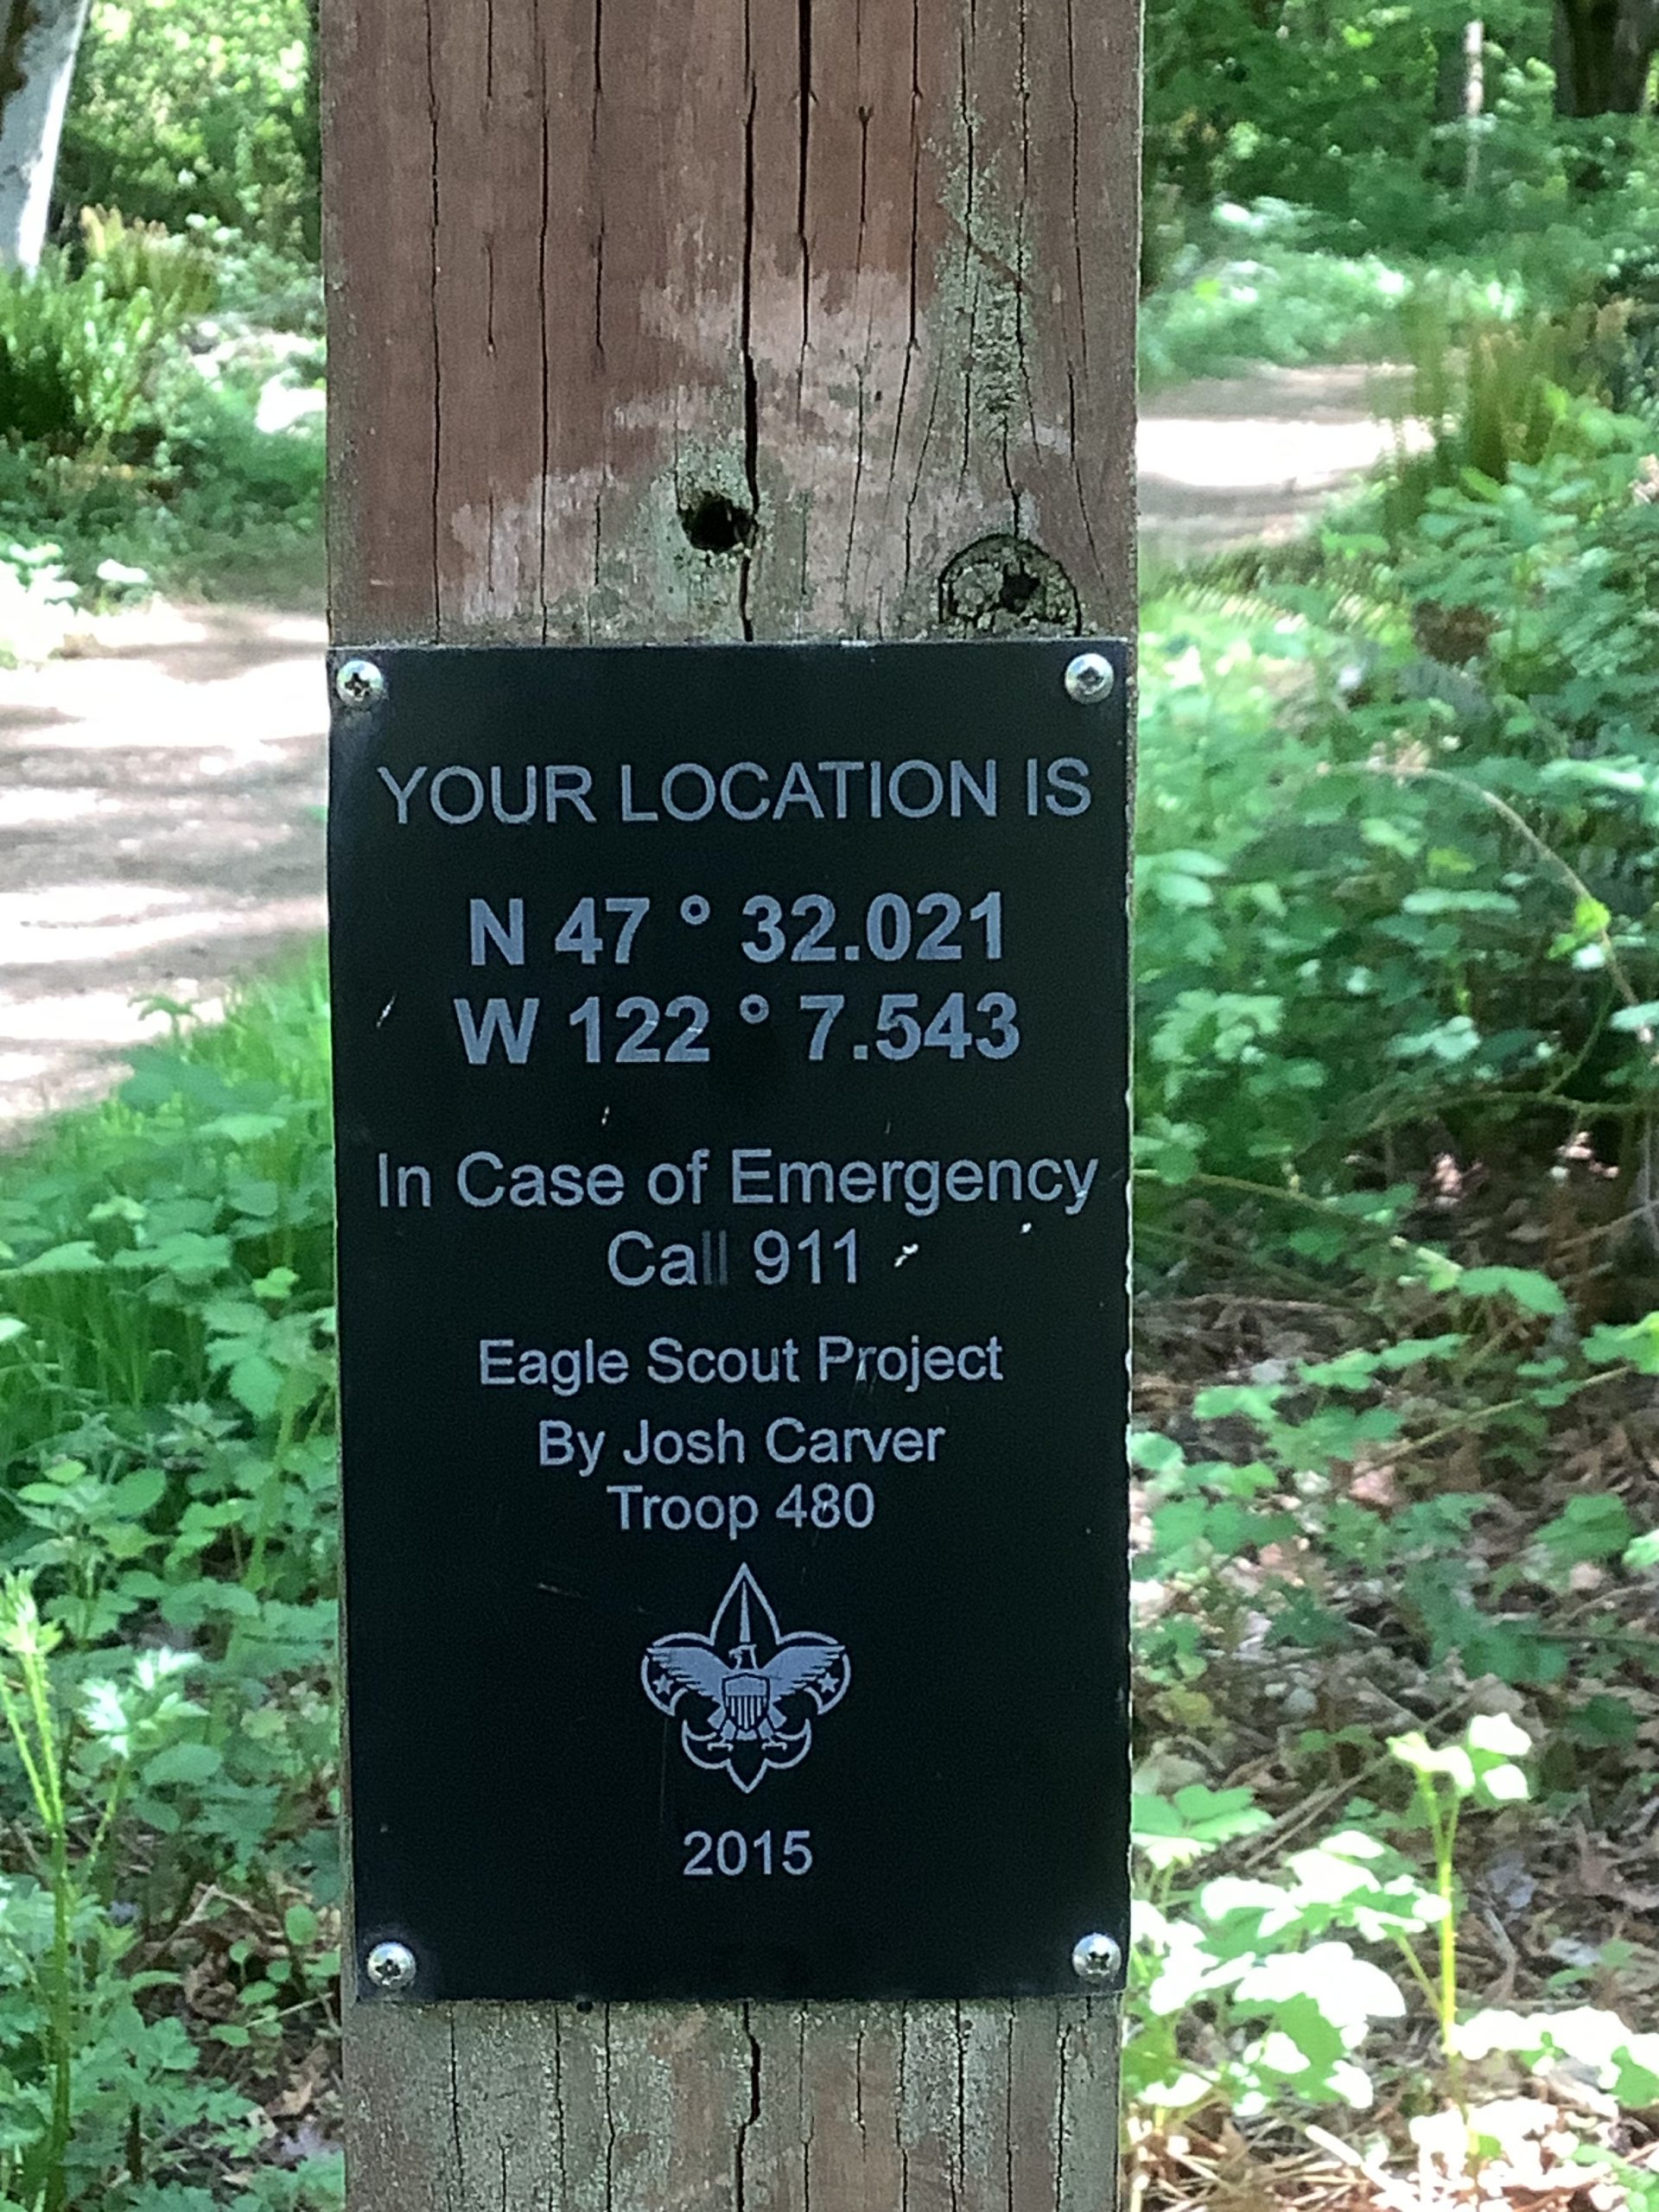 YOUR LOCATION IS
N 47 ° 32.021
W 122 ° 7.543
In Case of Emergency
Call 911
Eagle Scout Project
By Josh Carver
Troop 480
2015